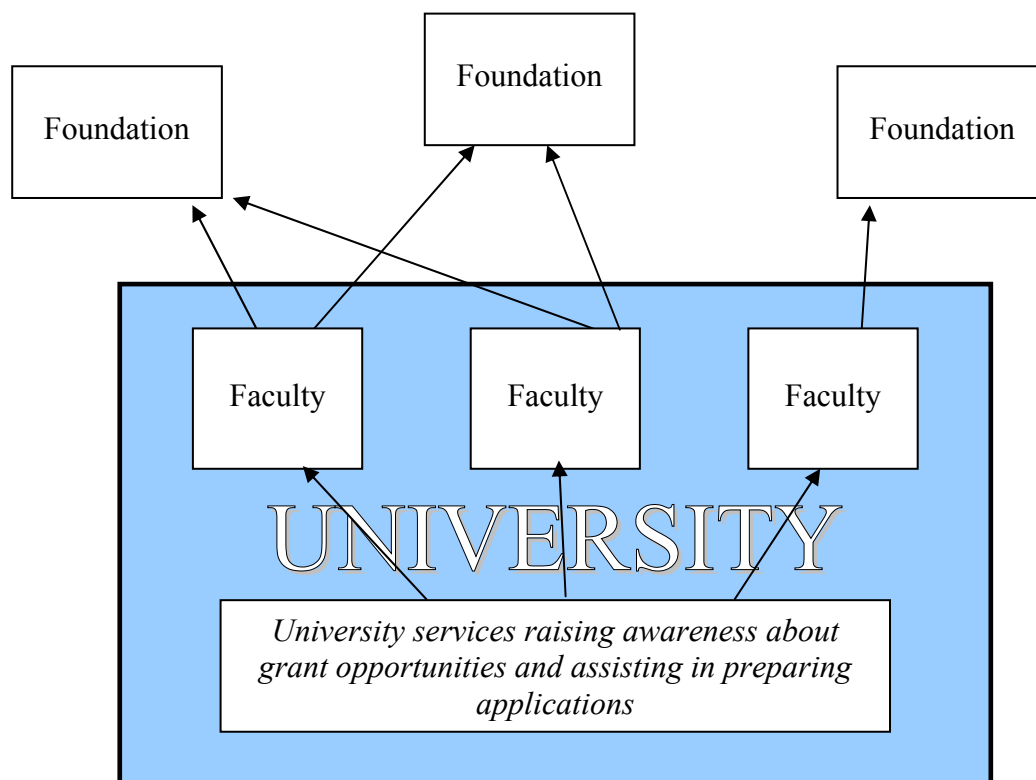 Foundation
Foundation
Foundation
Faculty
Faculty
Faculty
UNIVERSITY
University services raising awareness about
grant opportunities and assisting in preparing
applications